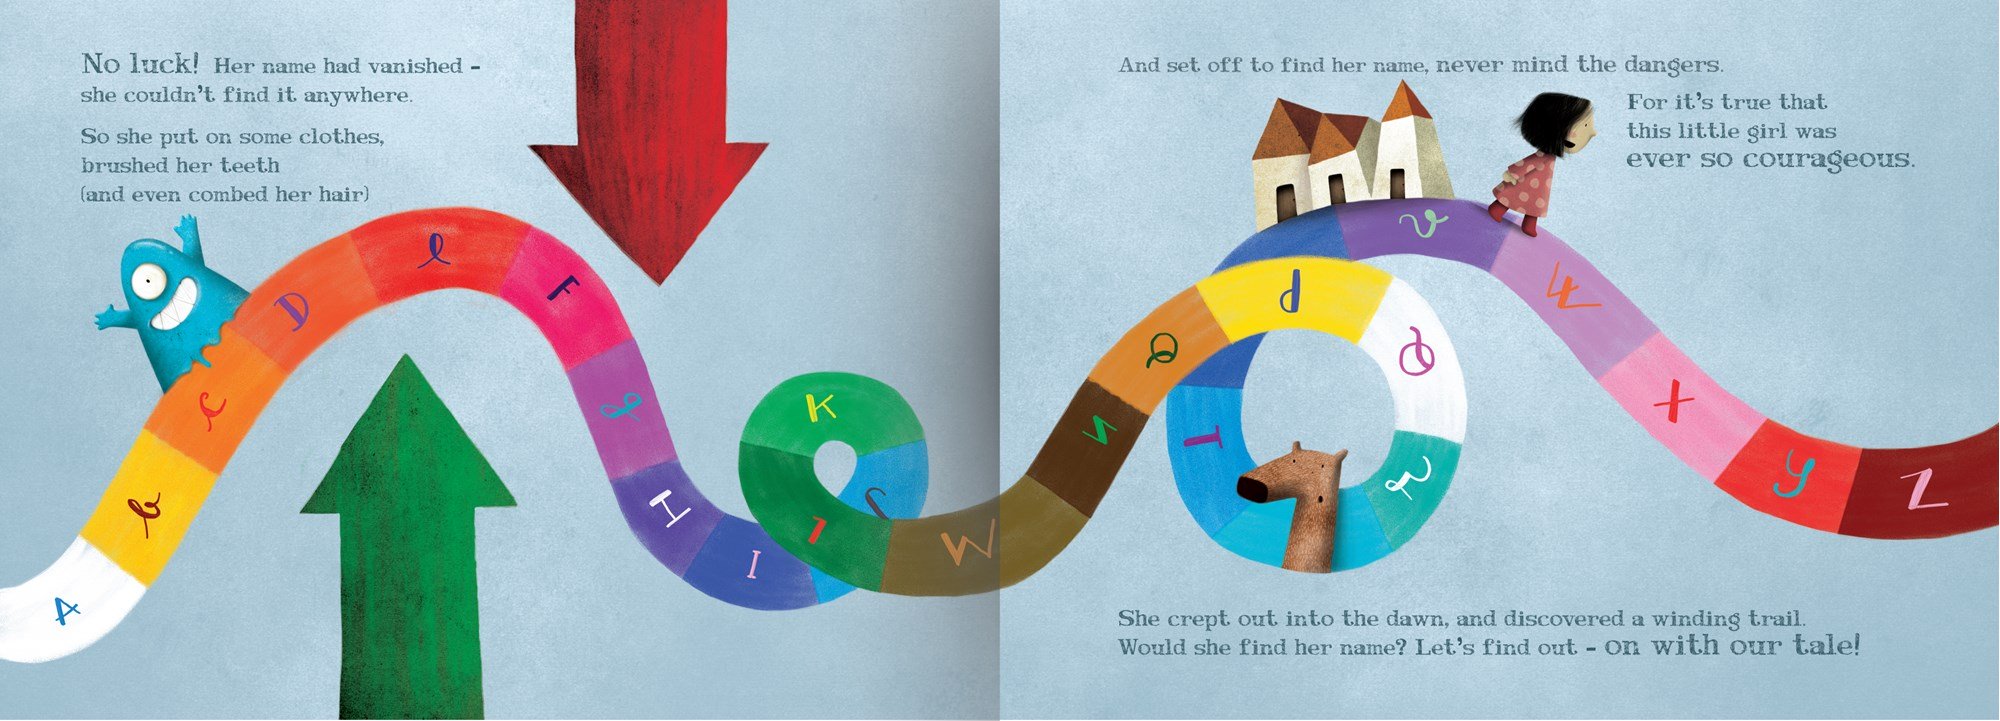 No luck! Her name had vanished -
she couldn't find it anywhere.
So she put on some clothes,
brushed her teeth
(and even combed her hair)
And set off to find her name, never mind the dangers.
For it's true that
this little girl was
ever so courageous.
A
b
c
D
e
F
g
H
I
J
K
l
M
N
O
p
Q
r
T
v
W
X
y
Z
She crept out into the dawn, and discovered a winding trail.
Would she find her name? Let's find out - on with our tale!